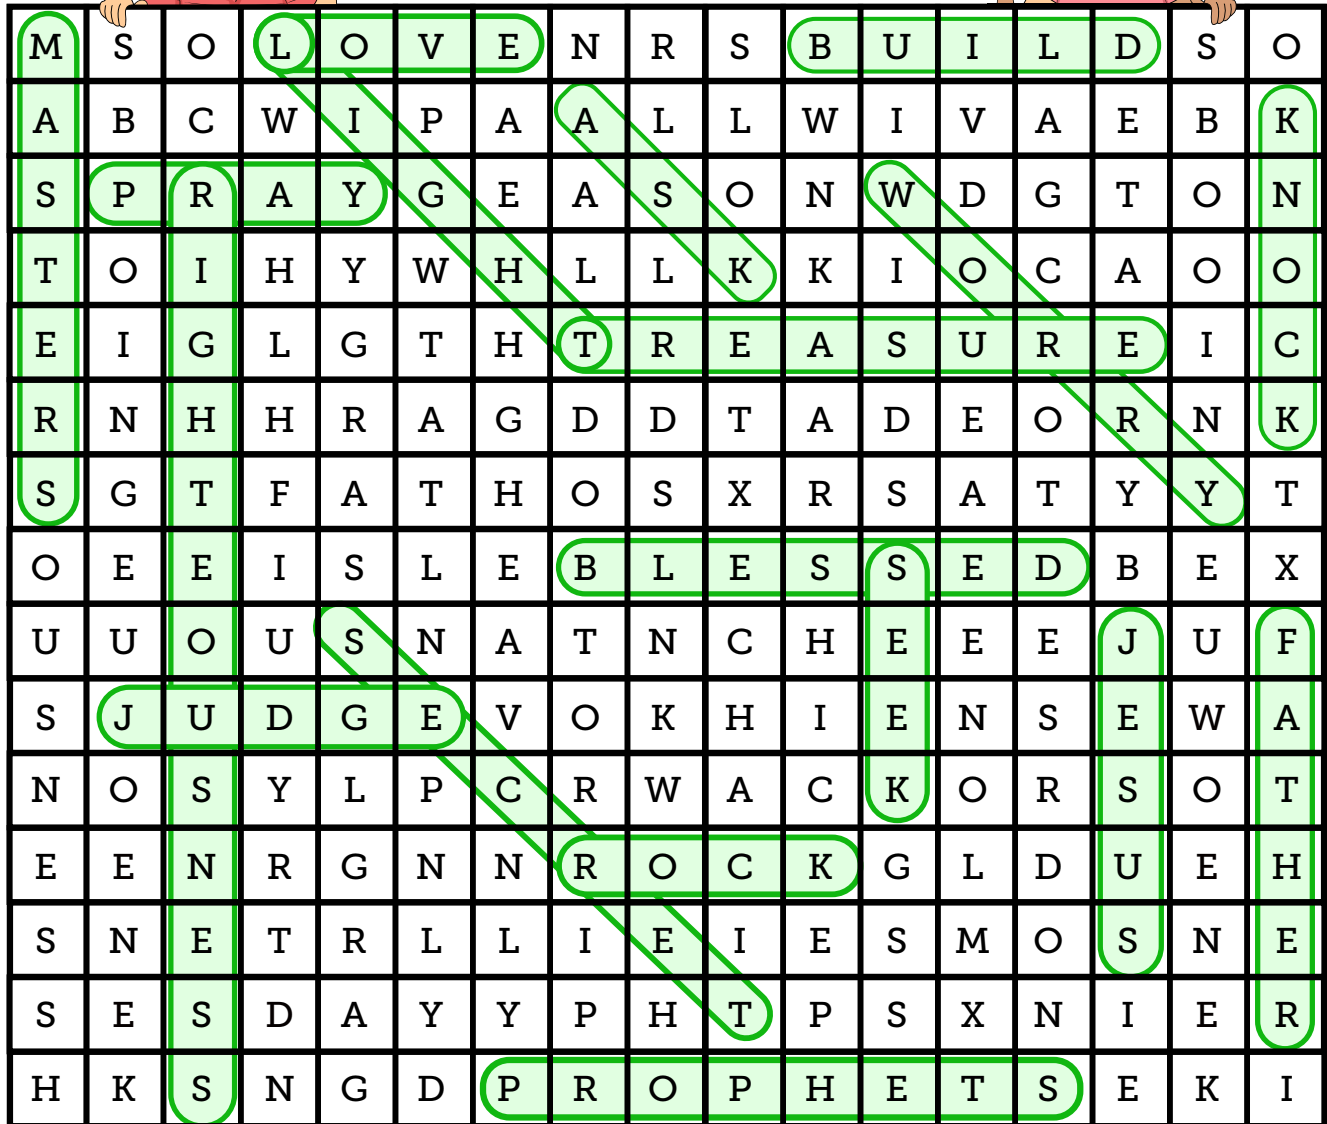 M S O L O V E N R S B U I L D S O
A B C W I P A A L L W I V A E B K
S P R A Y G E A S O N W D G T O N
T O I H Y W H L L K K I O C A O O
E I G L G T H T R E A S U R E I C
R N H H R A G D D T A D E O R N K
S G T F A T H O S X R S A T Y Y T
O E E I S L E B L E S S E D B E X
U U O U S N A T N C H E E E J U F
S J U D G E V O K H I E N S E W A
N O S Y L P C R W A C K O R S O T
E E N R G N N R O C K G L D U E H
S N E T R L L I E I E S M O S N E
S E S D A Y Y P H T P S X N I E R
H K S N G D P R O P H E T S E K I